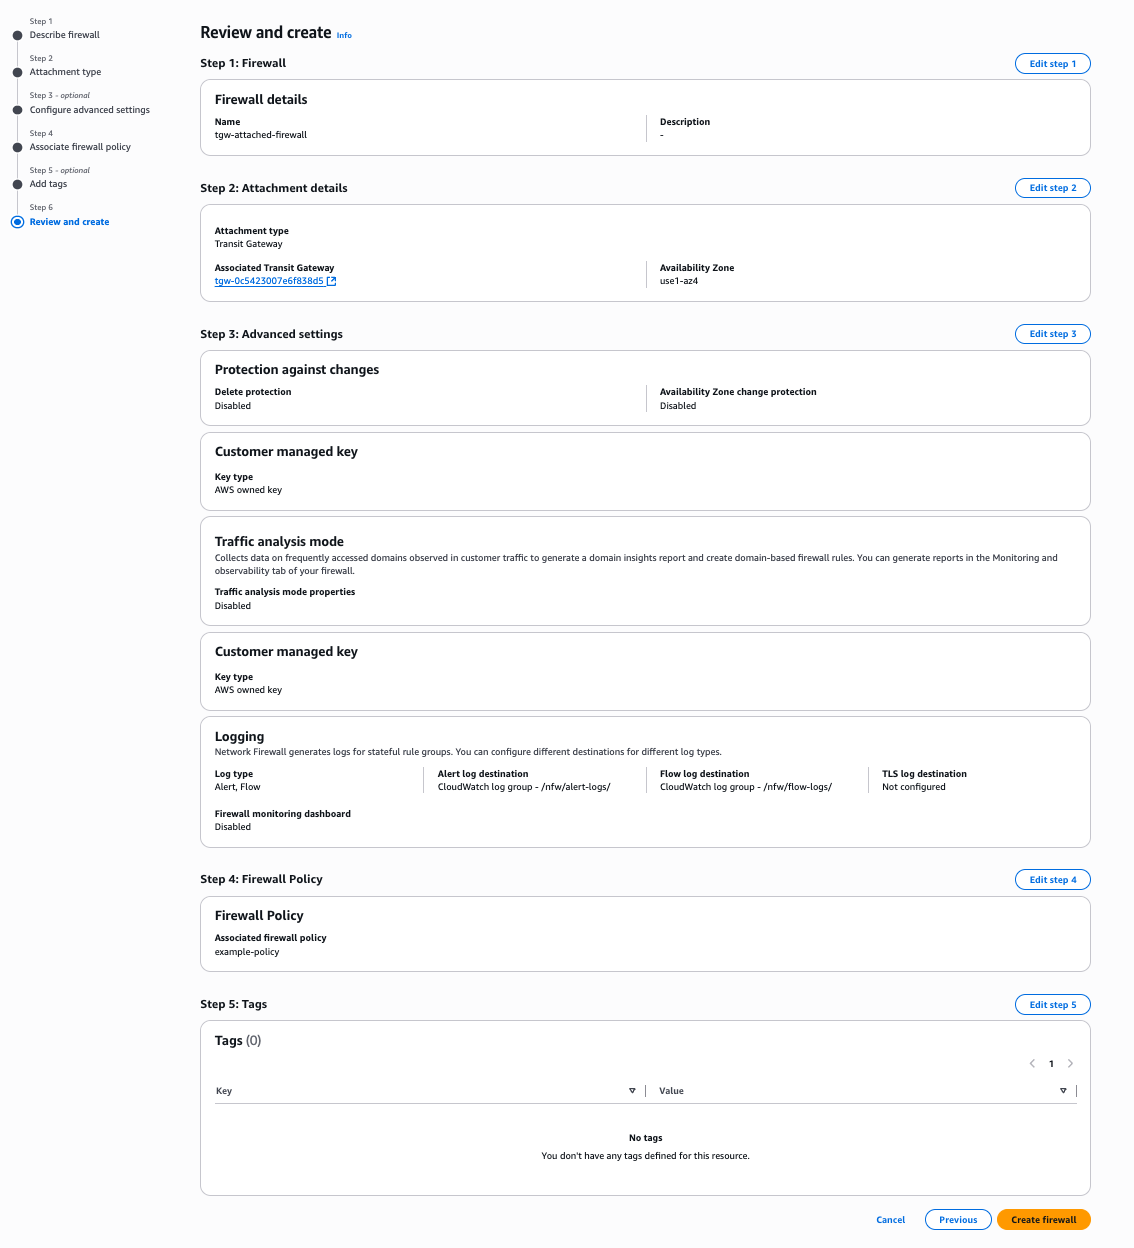 Step 1
Describe firewall
Step 2
Attachment type
Step 3 - optional
Configure advanced settings
Step 4
Associate firewall policy
Step 5 - optional
Add tags
Step 6
Review and create
Review and create Info
Step 1: Firewall Edit step 1
Firewall details
Name Description
tgw-attached-firewall -
Step 2: Attachment details Edit step 2
Attachment type
Transit Gateway
Associated Transit Gateway Availability Zone
tgw-0c5423007e6f838d5 use1-az4
Step 3: Advanced settings Edit step 3
Protection against changes
Delete protection Availability Zone change protection
Disabled Disabled
Customer managed key
Key type
AWS owned key
Traffic analysis mode
Collects data on frequently accessed domains observed in customer traffic to generate a domain insights report and create domain-based firewall rules. You can generate reports in the Monitoring and
observability tab of your firewall.
Traffic analysis mode properties
Disabled
Customer managed key
Key type
AWS owned key
Logging
Network Firewall generates logs for stateful rule groups. You can configure different destinations for different log types.
Log type Alert log destination Flow log destination TLS log destination
Alert, Flow CloudWatch log group - /nfw/alert-logs/ CloudWatch log group - /nfw/flow-logs/ Not configured
Firewall monitoring dashboard
Disabled
Step 4: Firewall Policy Edit step 4
Firewall Policy
Associated firewall policy
example-policy
Step 5: Tags Edit step 5
Tags (0)
1
Key Value
No tags
You don't have any tags defined for this resource.
Cancel Previous Create firewall